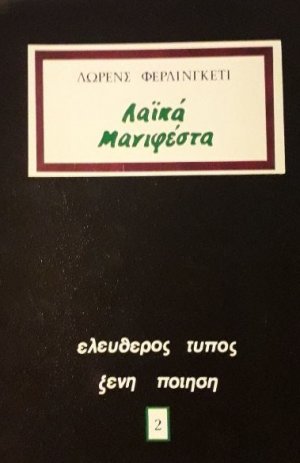 ΛΩΡΕΝΣ ΦΕΡΛΙΝΓΚΕΤΙ
Λαϊκά
Μανιφέστα
ελευθερος τυπος
ξενη ποιηση
2